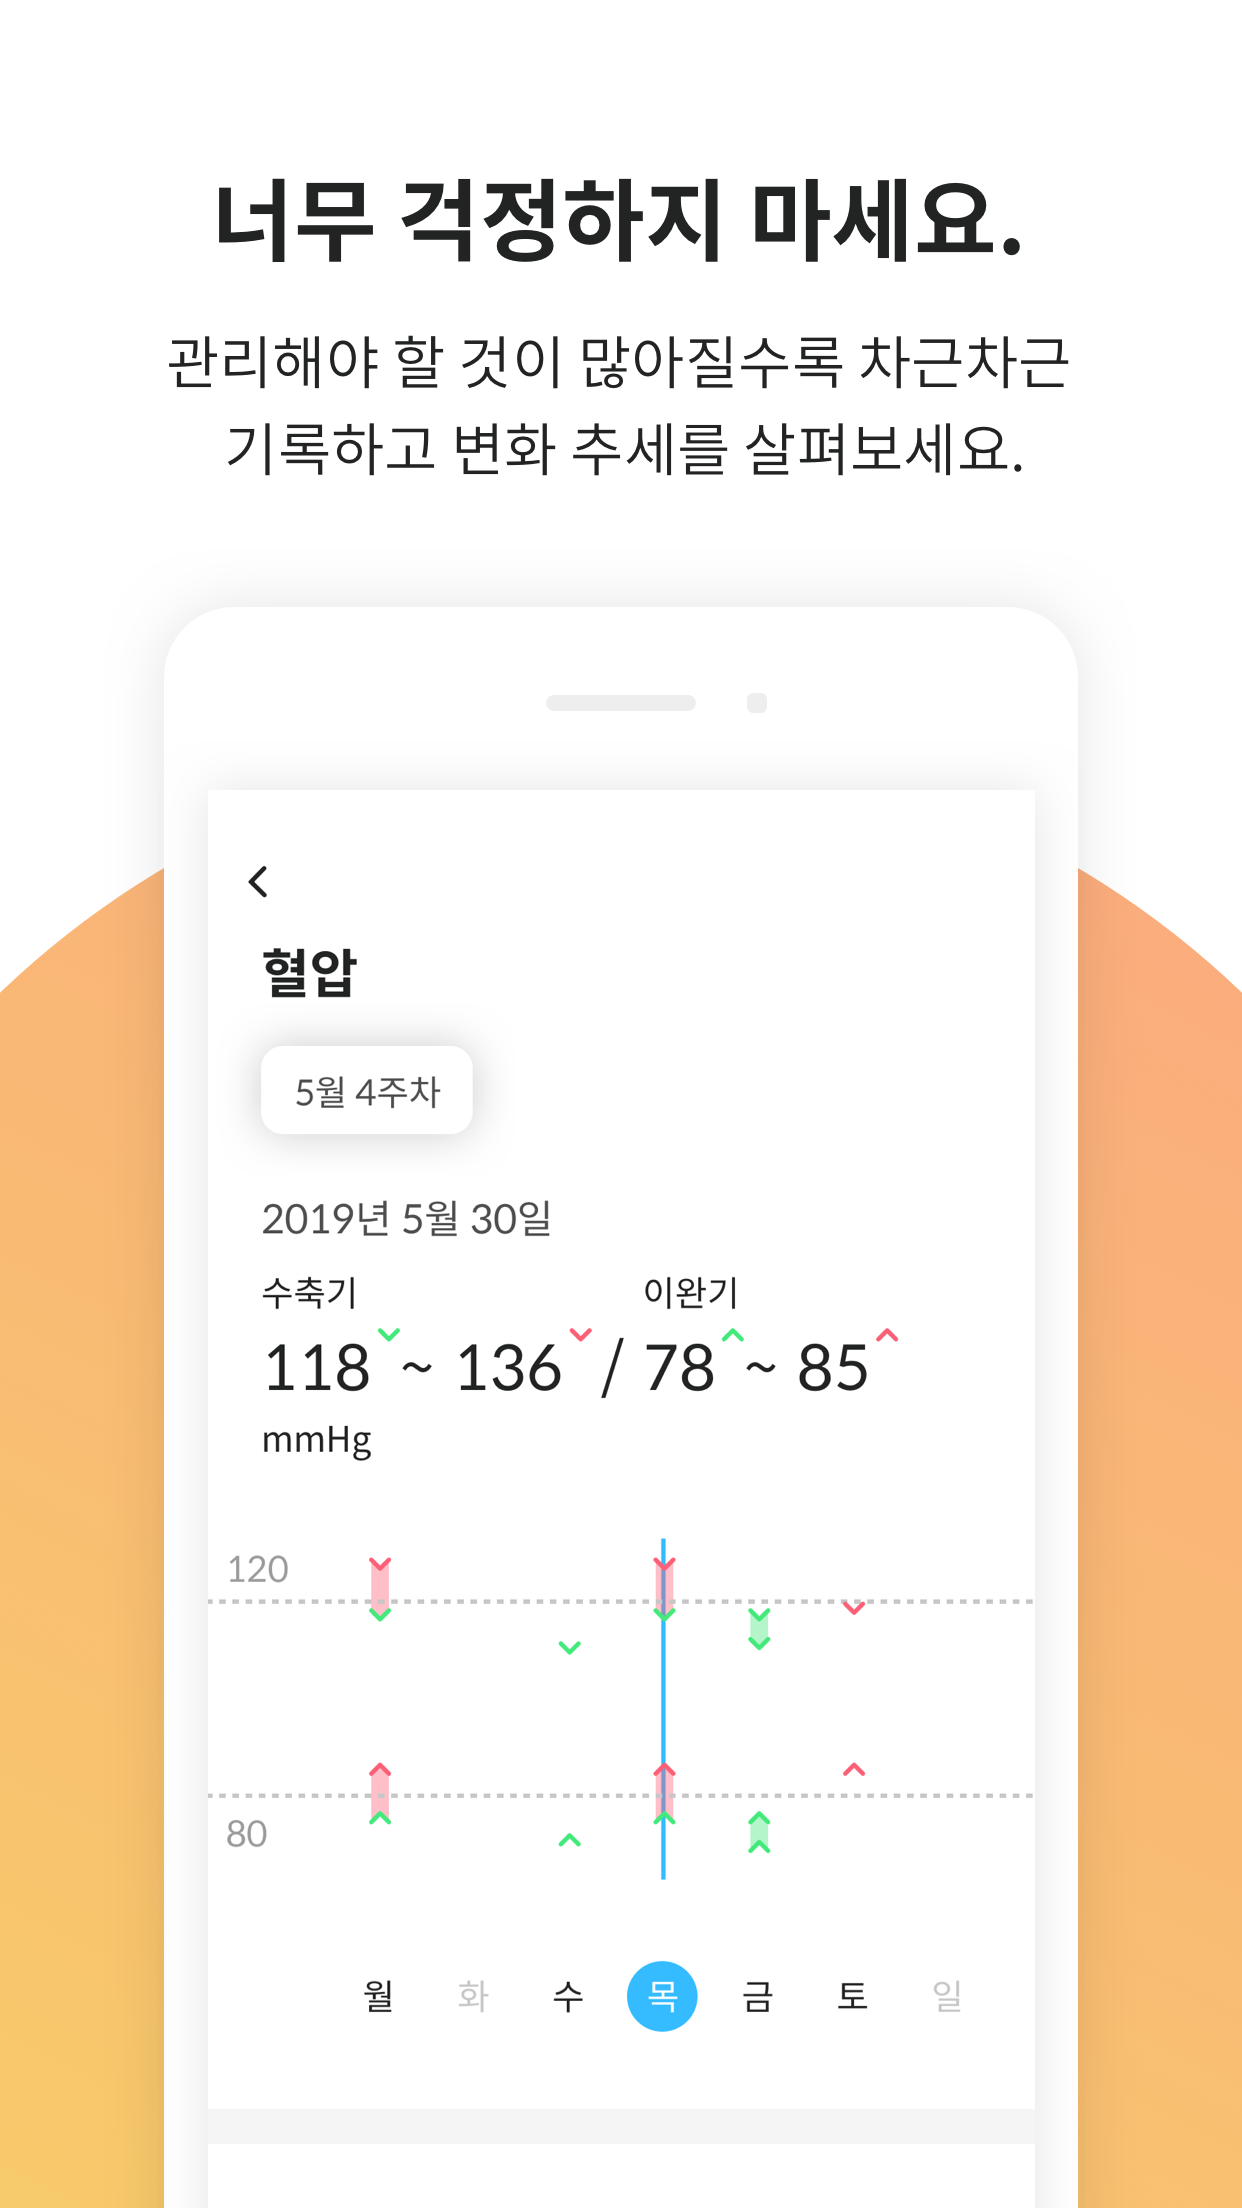 너무 걱정하지 마세요.
관리해야 할 것이 많아질수록 차근차근
기록하고 변화 추세를 살펴보세요.
혈압
5월 4주차
2019년 5월 30일
수축기 이완기
118 ~ 136 / 78 ~ 85
mmHg
120
80
월 화 수 목 금 토 일